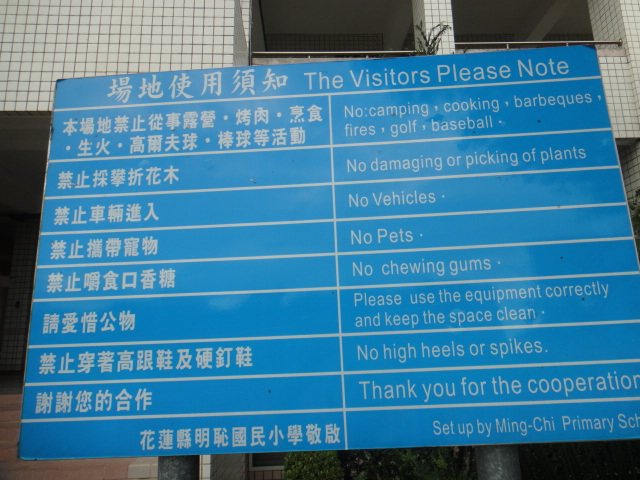 場地使用須知 The Visitors Please Note
本場地禁止從事露營‧烤肉‧烹食
‧生火‧高爾夫球‧棒球等活動
No:camping，cooking，barbeques，
fires，golf，baseball．
禁止採攀折花木
No damaging or picking of plants
禁止車輛進入
No Vehicles．
禁止攜帶寵物
No Pets．
禁止嚼食口香糖
No chewing gums．
請愛惜公物
Please use the equipment correctly
and keep the space clean．
禁止穿著高跟鞋及硬釘鞋
No high heels or spikes.
謝謝您的合作
Thank you for the cooperation
花蓮縣明恥國民小學敬啟
Set up by Ming-Chi Primary Sch